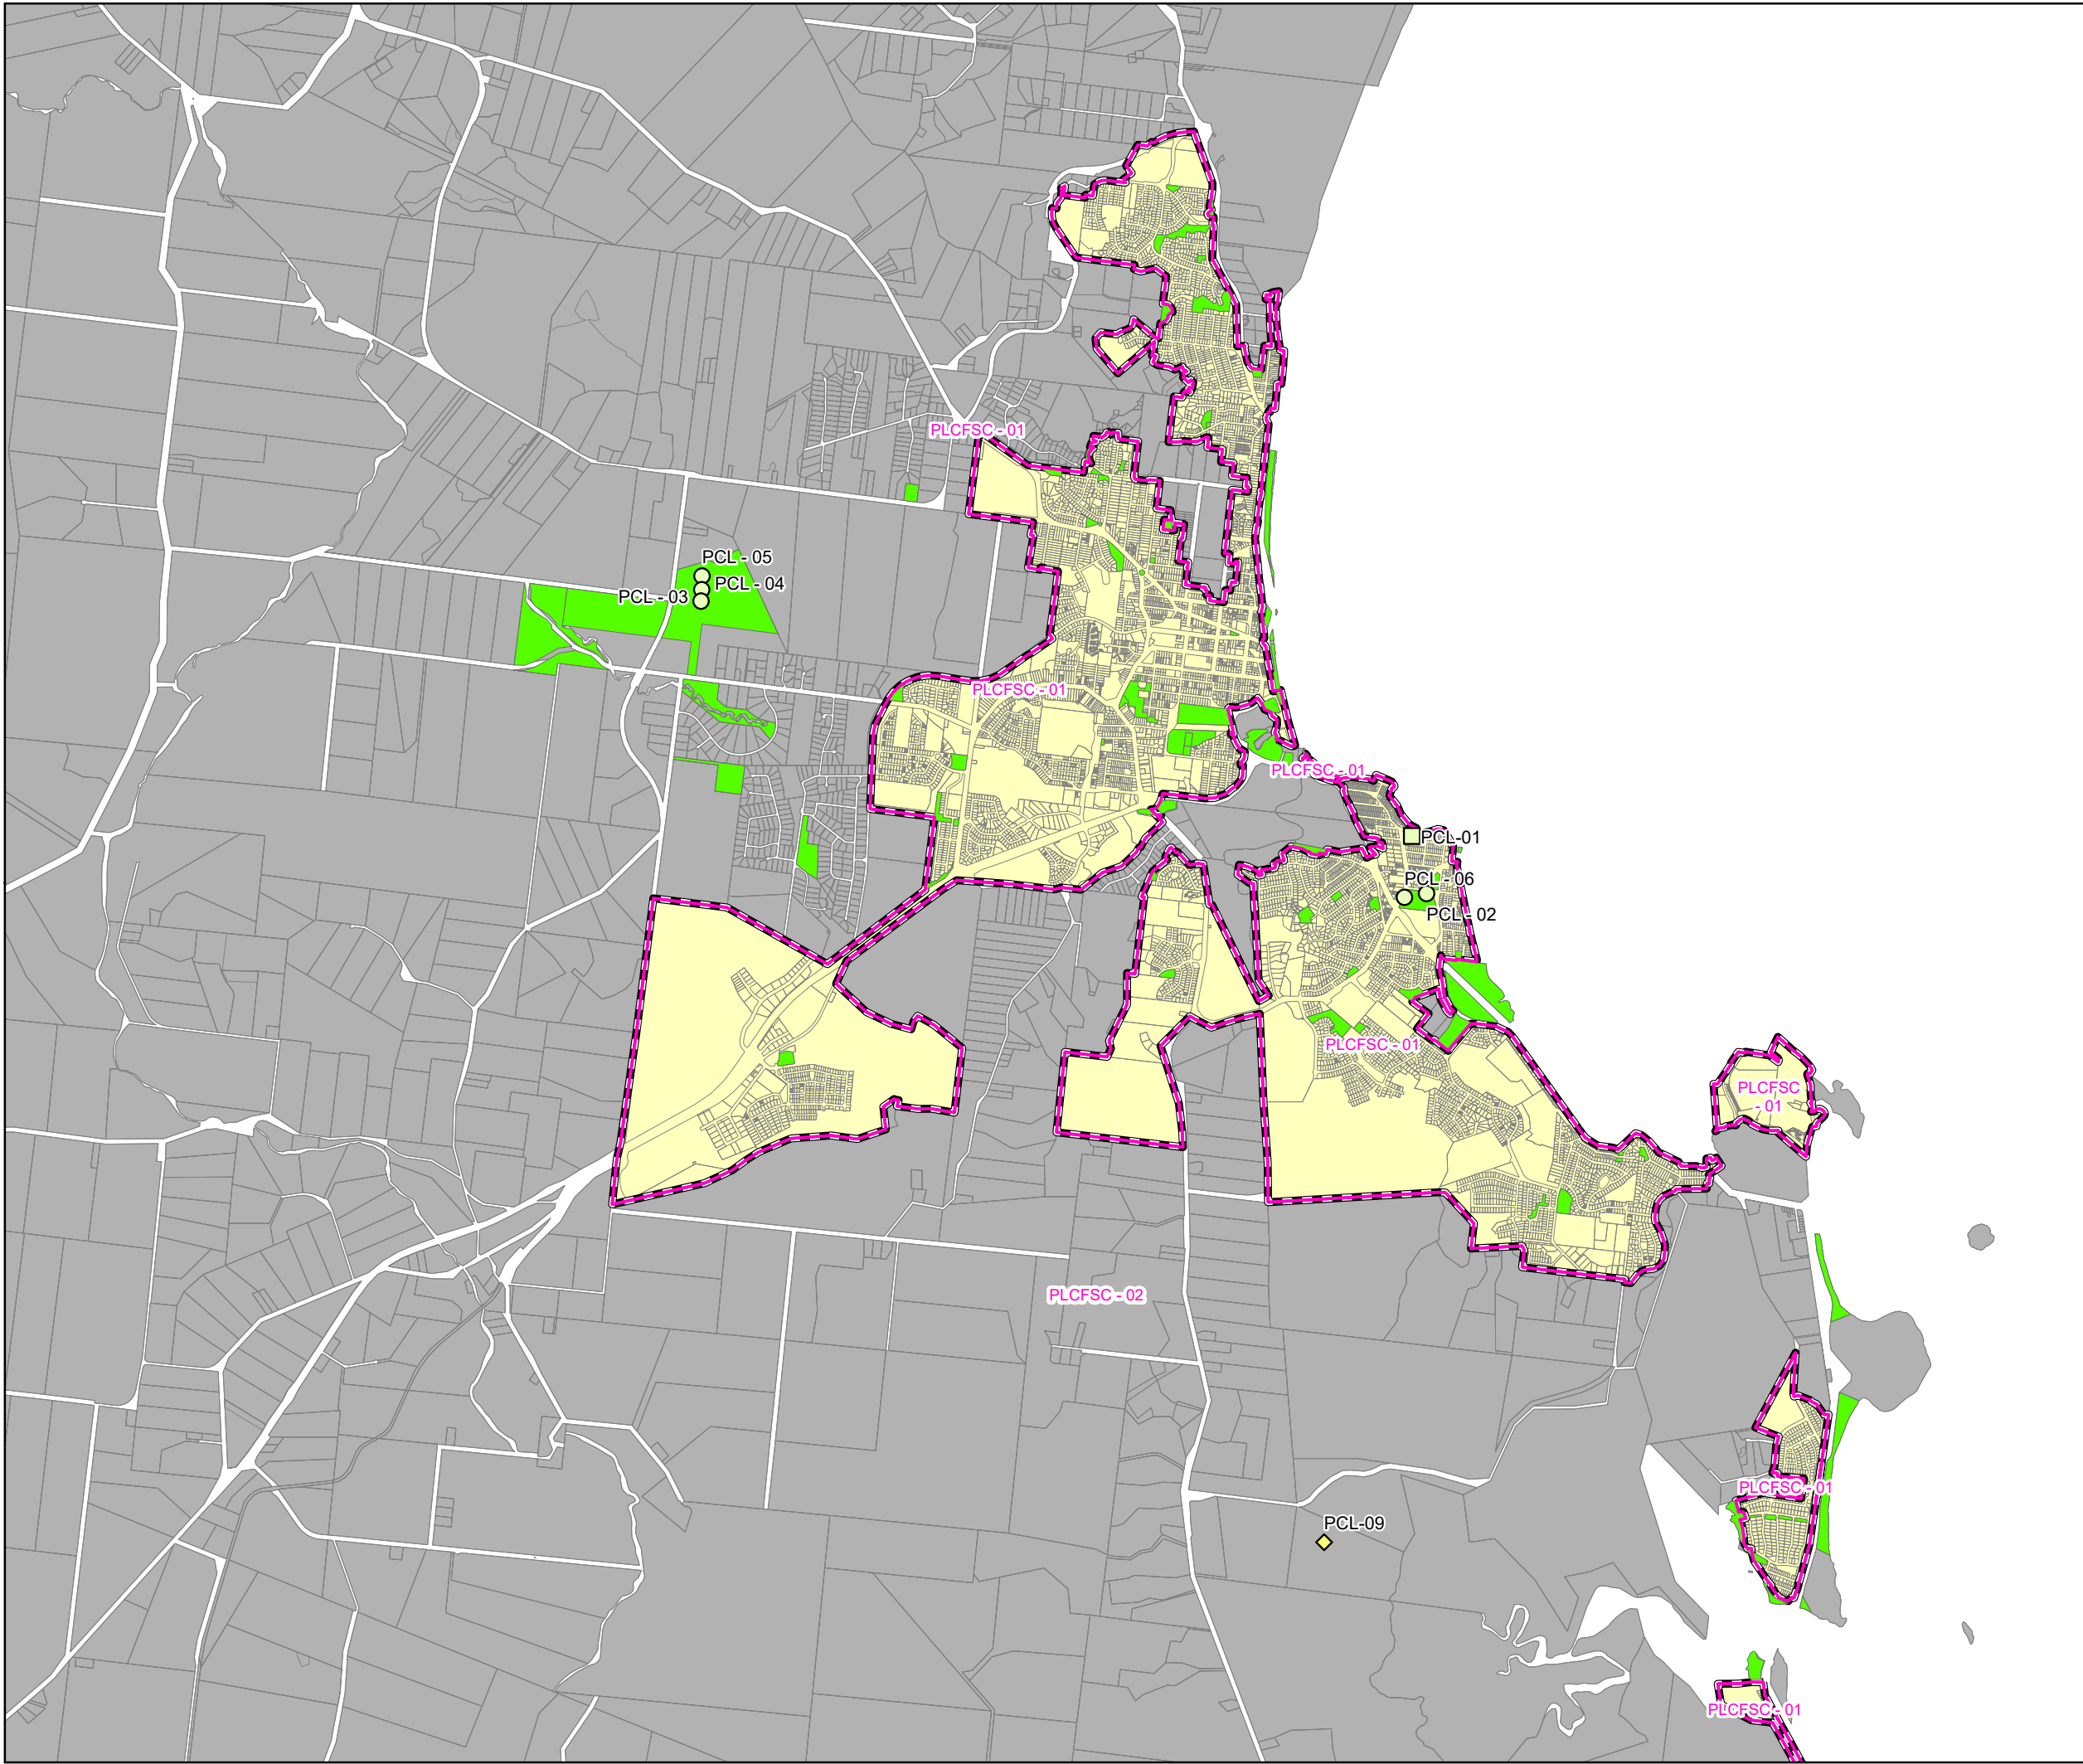 PLCFSC - 01
PCL - 05
PCL - 04
PCL - 03
PLCFSC - 01
PLCFSC - 01
PCL-01
PCL - 06
PCL - 02
PLCFSC - 01
PLCFSC
- 01
PLCFSC - 02
PLCFSC - 01
PCL-09
PLCFSC - 01